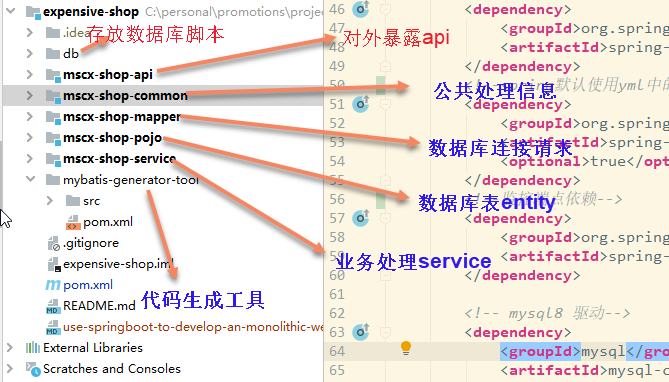 expensive-shop C:\personal\promotions\project
.idea
存放数据库脚本
db
mscx-shop-api
mscx-shop-common
mscx-shop-mapper
mscx-shop-pojo
mscx-shop-service
mybatis-generator-tool
src
pom.xml
.gitignore
expensive-shop.iml
pom.xml
README.md
代码生成工具
use-springboot-to-develop-an-monolithic-we
External Libraries
Scratches and Consoles
对外暴露api
公共处理信息
数据库连接请求
数据库表entity
业务处理service
46 <dependency>
47 <groupId>org.spring
48 <artifactId>spring-
49 </dependency>
50 默认使用yml中的
51 <dependency>
52 <groupId>org.spring
53 <artifactId>spring-
54 <optional>true</opt
55 </dependency>
56 点依赖-->
57 <dependency>
58 <groupId>org.spring
59 <artifactId>spring-
60 </dependency>
61
62 <!-- mysql8 驱动-->
63 <dependency>
64 <groupId>mysql</gro
65 <artifactId>mysql-c